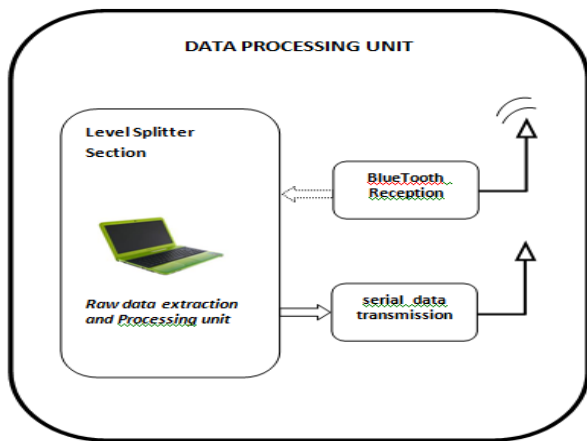 DATA PROCESSING UNIT
Level Splitter
Section
BlueTooth
Reception
Raw data extraction
and Processing unit
serial data
transmission